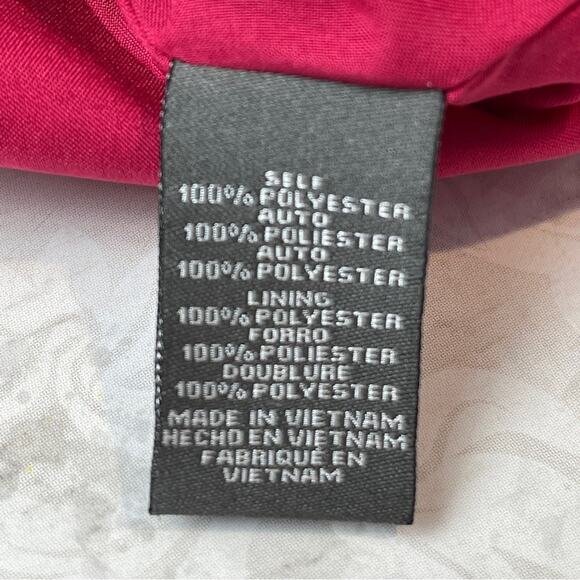 SELF
100% POLYESTER
AUTO
100% POLIESTER
AUTO
100% POLYESTER
LINING
100% POLYESTER
FORRO
100% POLIESTER
DOUBLURE
100% POLYESTER
MADE IN VIETNAM
HECHO EN VIETNAM
FABRIQUÉ EN
VIETNAM